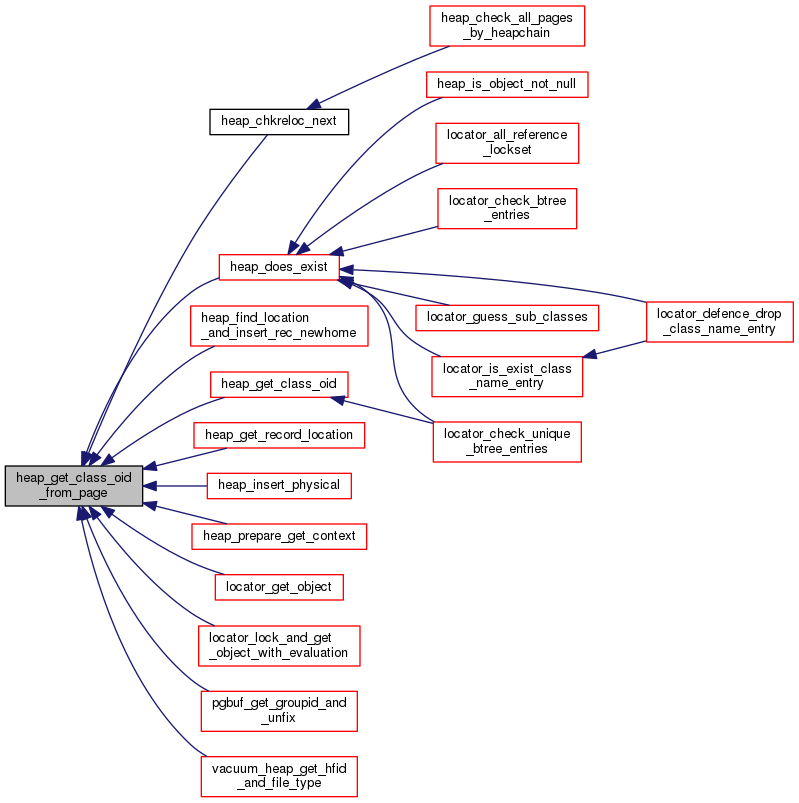 heap_check_all_pages
_by_heapchain
heap_is_object_not_null
heap_chkreloc_next
locator_all_reference
_lockset
locator_check_btree
_entries
heap_does_exist
locator_guess_sub_classes
locator_defence_drop
_class_name_entry
heap_find_location
_and_insert_rec_newhome
locator_is_exist_class
_name_entry
heap_get_class_oid
locator_check_unique
_btree_entries
heap_get_record_location
heap_get_class_oid
_from_page
heap_insert_physical
heap_prepare_get_context
locator_get_object
locator_lock_and_get
_object_with_evaluation
pgbuf_get_groupid_and
_unfix
vacuum_heap_get_hfid
_and_file_type